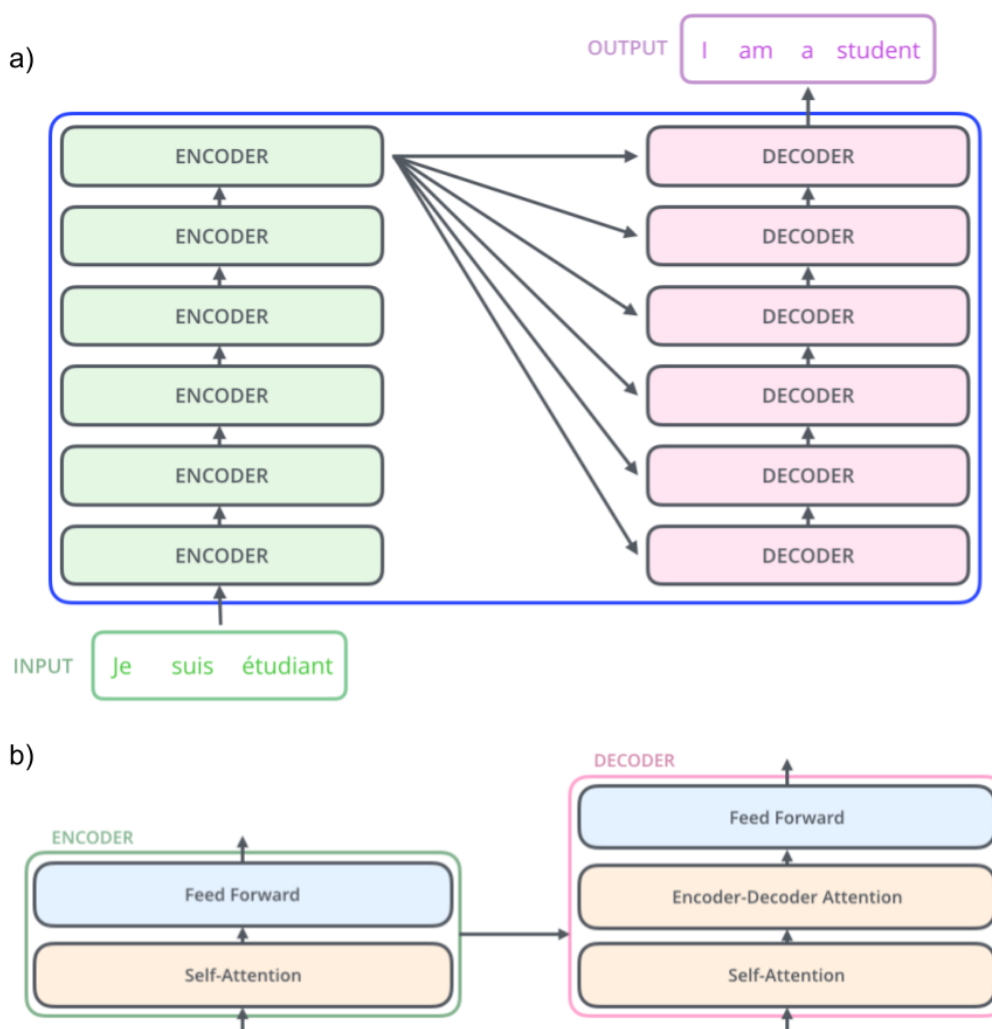 a)
OUTPUT I am a student
ENCODER DECODER
ENCODER DECODER
ENCODER DECODER
ENCODER DECODER
ENCODER DECODER
ENCODER DECODER
INPUT Je suis étudiant
b)
ENCODER
Feed Forward
Self-Attention
DECODER
Feed Forward
Encoder-Decoder Attention
Self-Attention